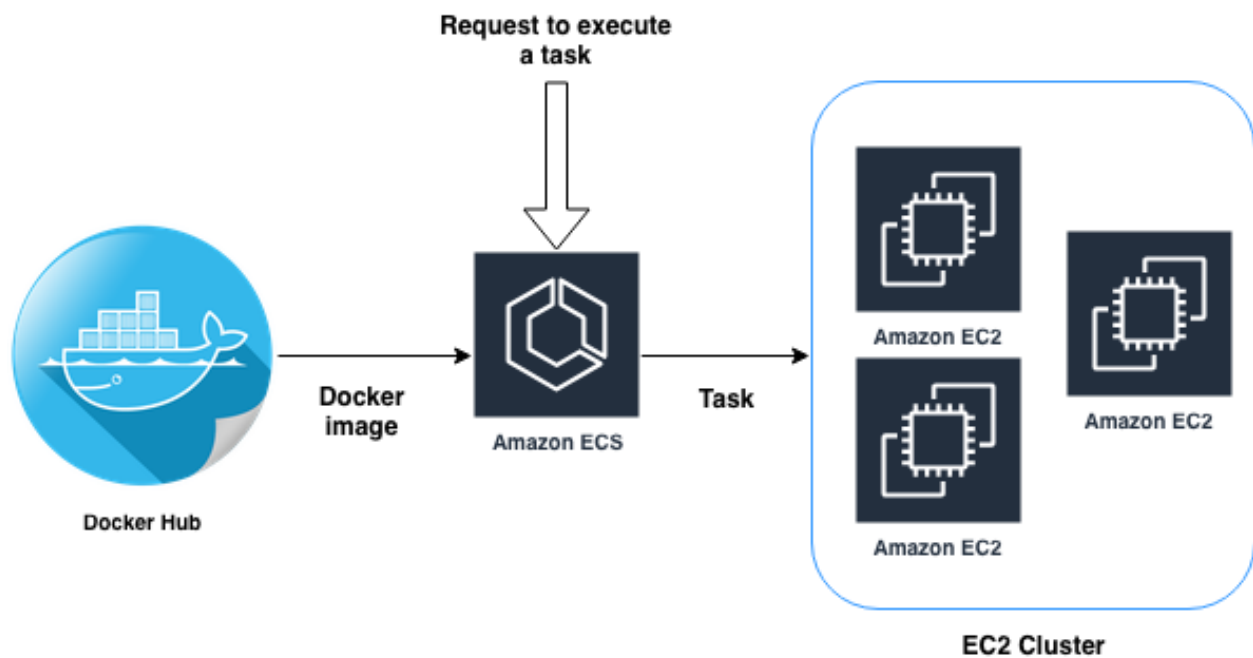 Request to execute
a task
Docker Hub
Docker
image
Amazon ECS
Task
Amazon EC2
Amazon EC2
Amazon EC2
EC2 Cluster